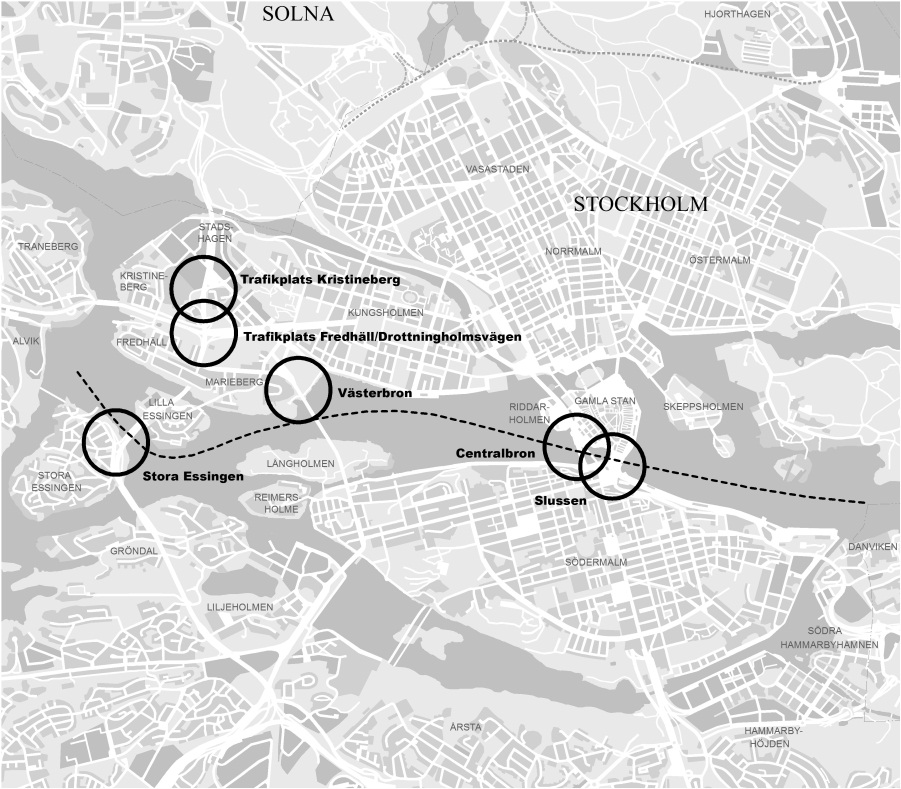 SOLNA
HJORTHAGEN
VASASTADEN
STOCKHOLM
STADS-
HAGEN
TRANEBERG
NORRMALM
ÖSTERMALM
KRISTINE-
BERG
Trafikplats Kristineberg
KUNGSHOLMEN
ALVIK
FREDHÄLL
Trafikplats Fredhäll/Drottningholmsvägen
MARIEBERG
Västerbron
LILLA
ESSINGEN
RIDDAR-
HOLMEN
GAMLA STAN
SKEPPSHOLMEN
Centralbron
STORA
ESSINGEN
Stora Essingen
LÅNGHOLMEN
REIMERS-
HOLME
Slussen
GRÖNDAL
SÖDERMALM
DANVIKEN
LILJEHOLMEN
SÖDRA
HAMMARBYHAMNEN
ÅRSTA
HAMMARBY-
HÖJDEN